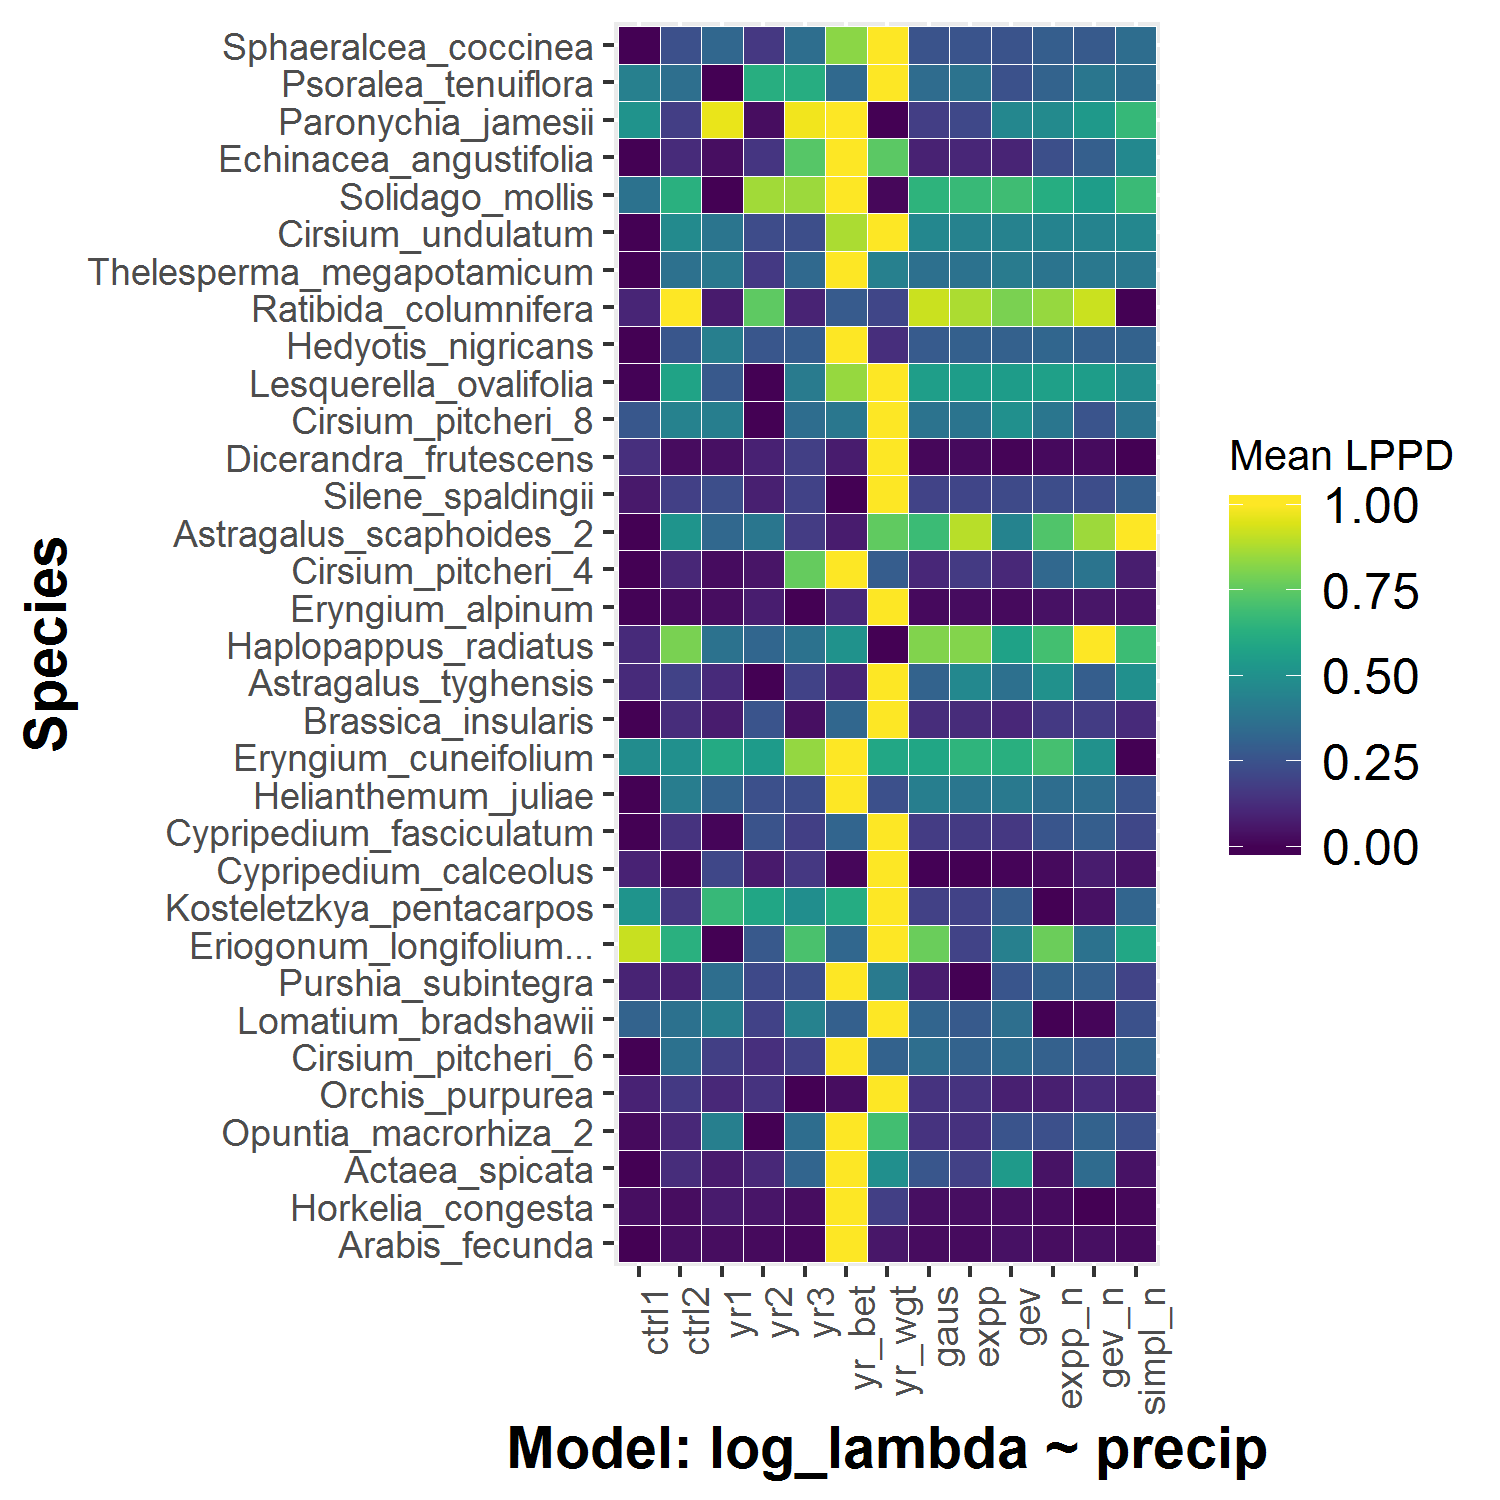 Sphaeralcea_coccinea
Psoralea_tenuiflora
Paronychia_jamesii
Echinacea_angustifolia
Solidago_mollis
Cirsium_undulatum
Thelesperma_megapotamicum
Ratibida_columnifera
Hedyotis_nigricans
Lesquerella_ovalifolia
Cirsium_pitcheri_8
Dicerandra_frutescens
Silene_spaldingii
Astragalus_scaphoides_2
Cirsium_pitcheri_4
Eryngium_alpinum
Haplopappus_radiatus
Astragalus_tyghensis
Brassica_insularis
Eryngium_cuneifolium
Helianthemum_juliae
Cypripedium_fasciculatum
Cypripedium_calceolus
Kosteletzkya_pentacarpos
Eriogonum_longifolium...
Purshia_subintegra
Lomatium_bradshawii
Cirsium_pitcheri_6
Orchis_purpurea
Opuntia_macrorhiza_2
Actaea_spicata
Horkelia_congesta
Arabis_fecunda
Species
ctrl1
ctrl2
yr1
yr2
yr3
yr_bet
yr_wgt
gaus
expp
gev
expp_n
gev_n
simpl_n
Model: log_lambda ~ precip
Mean LPPD
1.00
0.75
0.50
0.25
0.00